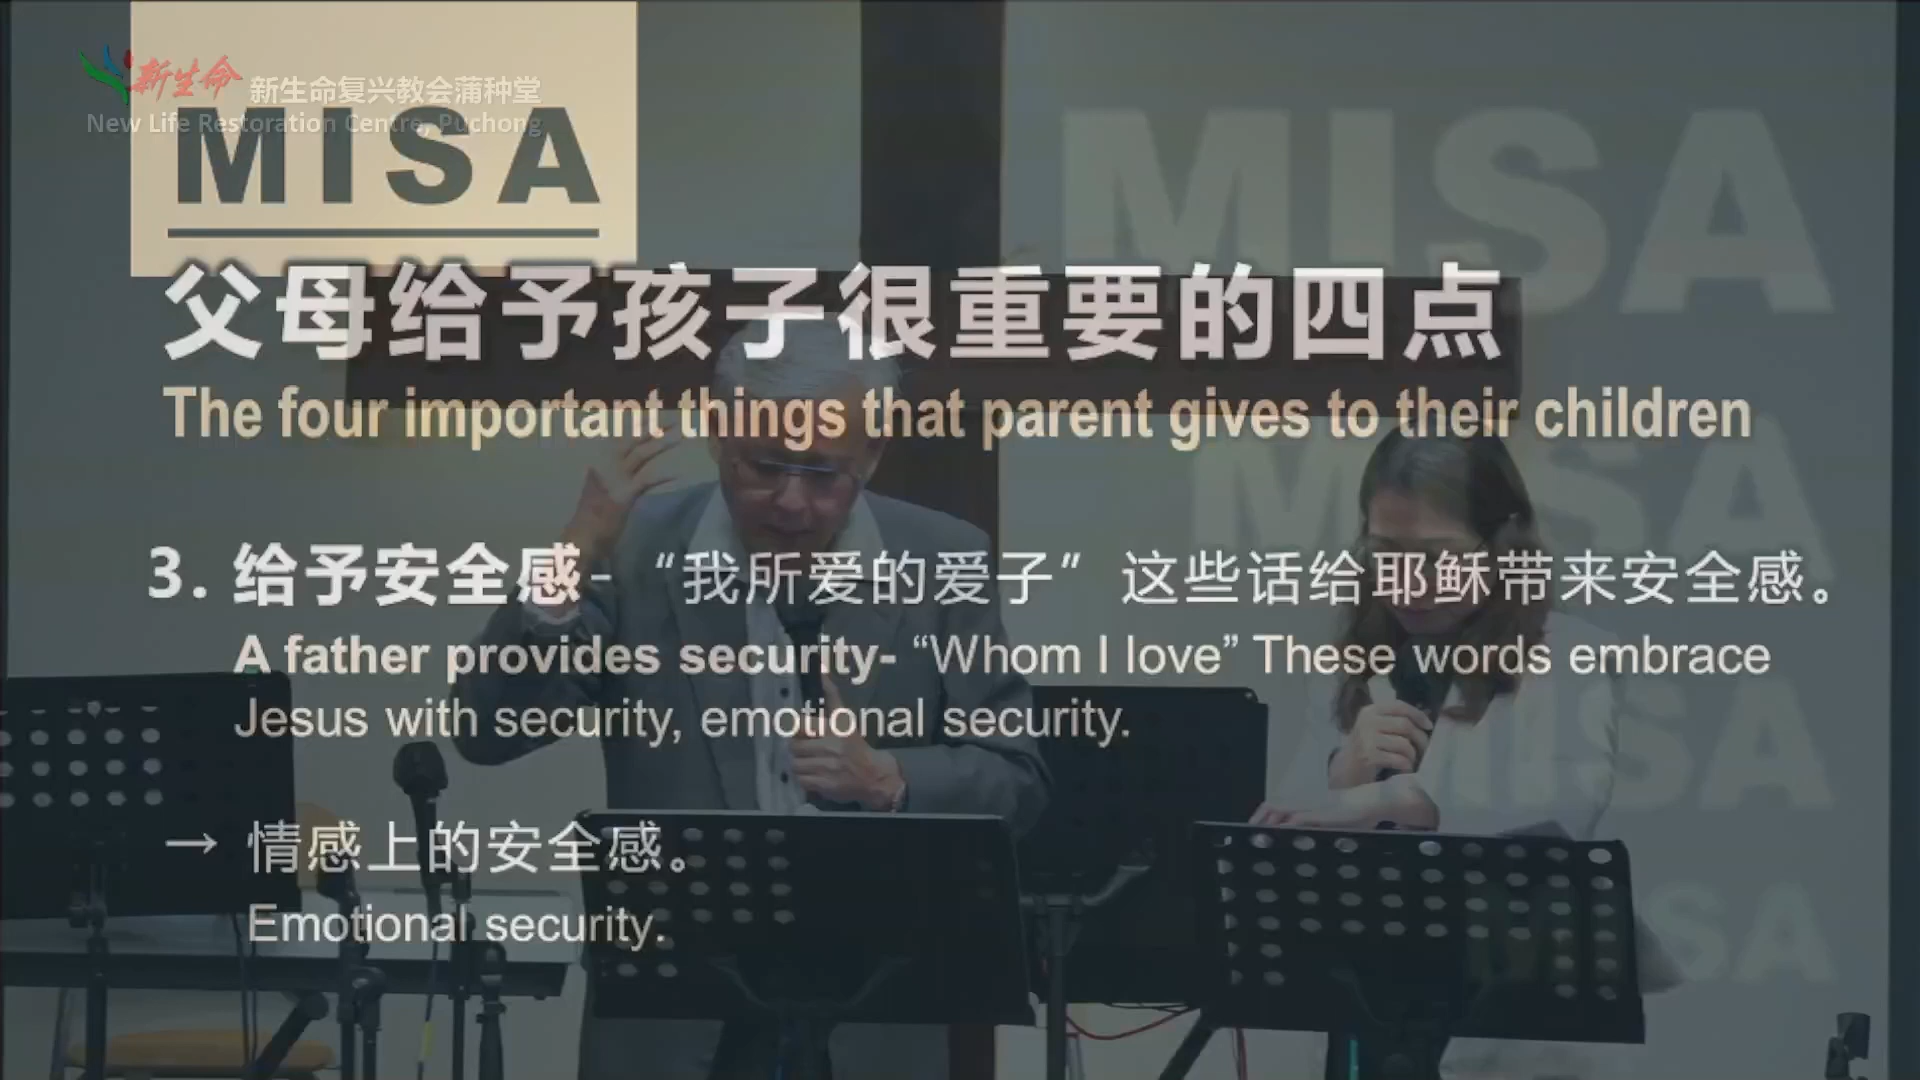 新生命 新生命复兴教会蒲种堂
New Life Restoration Centre, Puchong
MISA
MISA
父母给予孩子很重要的四点
The four important things that parent gives to their children
MISA
3. 给予安全感- “我所爱的爱子” 这些话给耶稣带来安全感。
A father provides security- “Whom I love” These words embrace
Jesus with security, emotional security.
MISA
→ 情感上的安全感。
Emotional security.
MISA